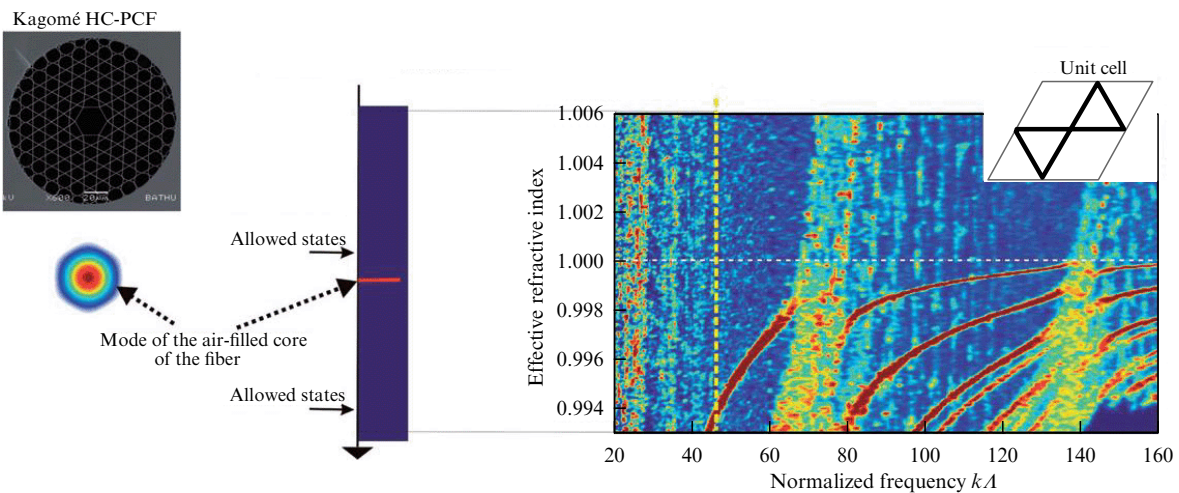 Kagomé HC-PCF
X600
20µm
BATHU
Allowed states
Mode of the air-filled core
of the fiber
Allowed states
Unit cell
Effective refractive index
1.006
1.004
1.002
1.000
0.998
0.996
0.994
20
40
60
80
100
120
140
160
Normalized frequency kΛ